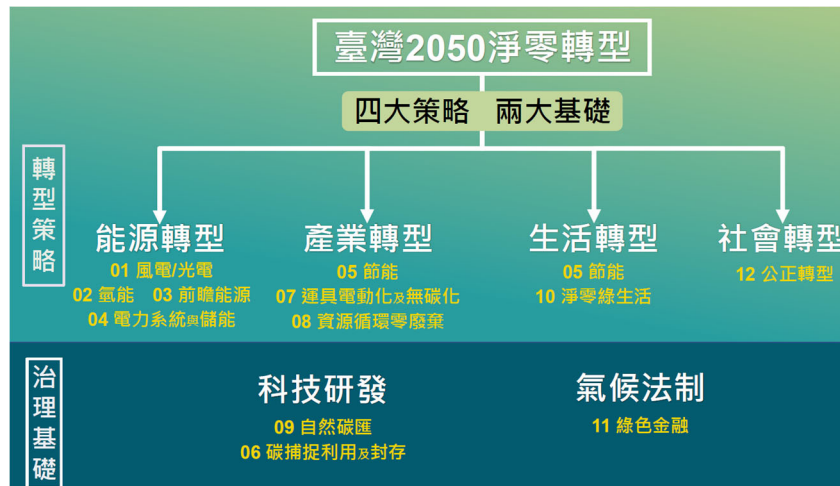 臺灣2050淨零轉型
四大策略 兩大基礎
轉型策略
能源轉型
01 風電/光電
02 氫能 03 前瞻能源
04 電力系統與儲能
產業轉型
05 節能
07 運具電動化及無碳化
08 資源循環零廢棄
生活轉型
05 節能
10 淨零綠生活
社會轉型
12 公正轉型
治理基礎
科技研發
09 自然碳匯
06 碳捕捉利用及封存
氣候法制
11 綠色金融